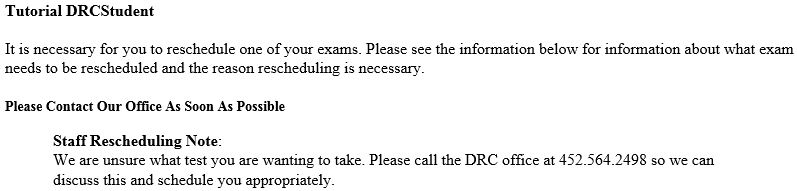 Tutorial DRCStudent
It is necessary for you to reschedule one of your exams. Please see the information below for information about what exam
needs to be rescheduled and the reason rescheduling is necessary.
Please Contact Our Office As Soon As Possible
Staff Rescheduling Note:
We are unsure what test you are wanting to take. Please call the DRC office at 452.564.2498 so we can
discuss this and schedule you appropriately.